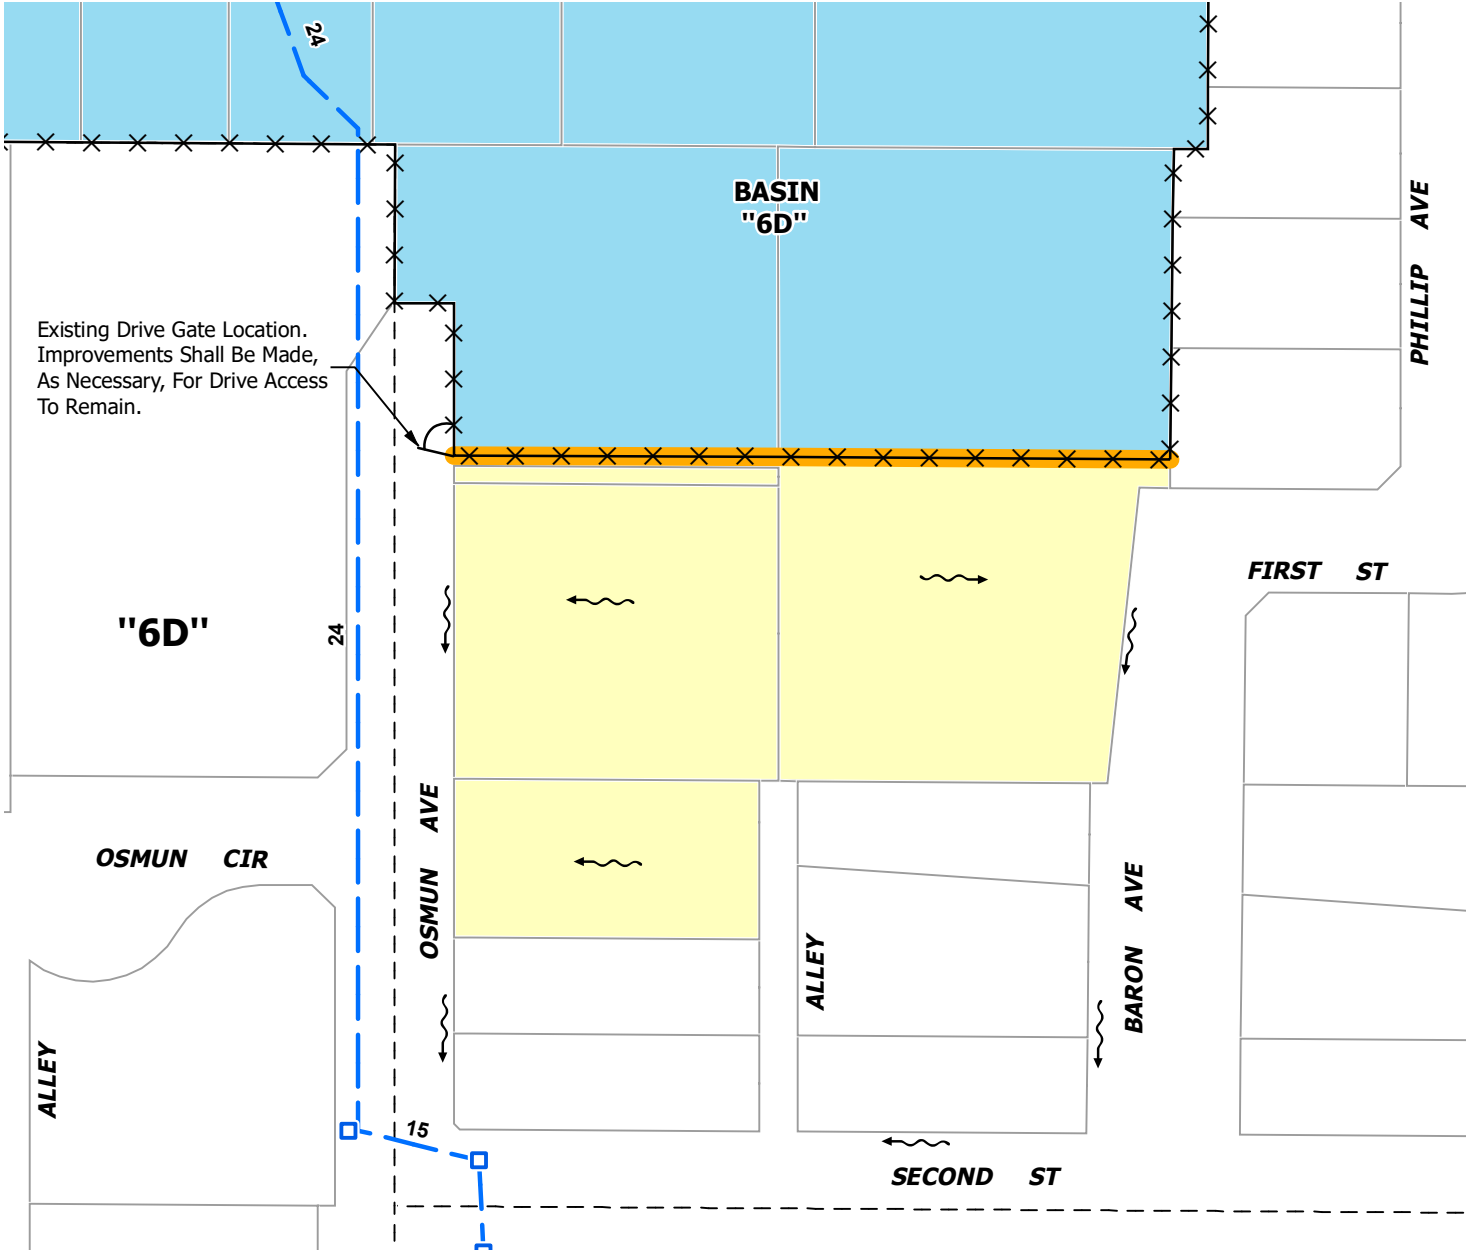 24
BASIN
"6D"
PHILLIP AVE
Existing Drive Gate Location.
Improvements Shall Be Made,
As Necessary, For Drive Access
To Remain.
FIRST ST
"6D"
24
OSMUN CIR
OSMUN AVE
ALLEY
BARON AVE
ALLEY
15
SECOND ST